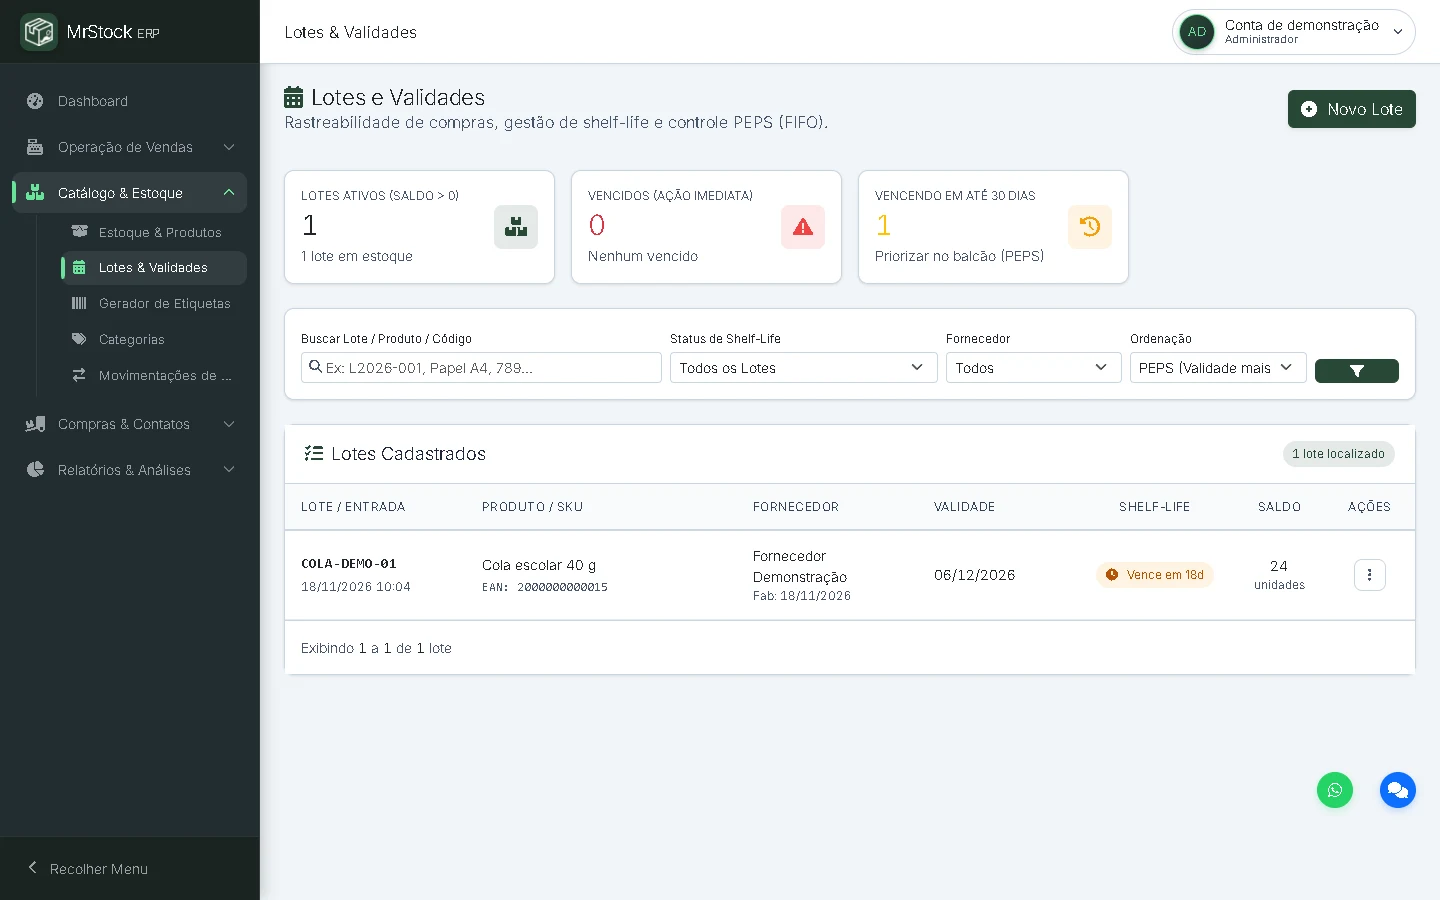 MrStock ERP
Lotes & Validades
AD
Conta de demonstração
Administrador
Dashboard
Operação de Vendas
Catálogo & Estoque
Estoque & Produtos
Lotes & Validades
Gerador de Etiquetas
Categorias
Movimentações de ...
Compras & Contatos
Relatórios & Análises
Recolher Menu
Lotes e Validades
Rastreabilidade de compras, gestão de shelf-life e controle PEPS (FIFO).
Novo Lote
LOTES ATIVOS (SALDO > 0)
1
1 lote em estoque
VENCIDOS (AÇÃO IMEDIATA)
0
Nenhum vencido
VENCENDO EM ATÉ 30 DIAS
1
Priorizar no balcão (PEPS)
Buscar Lote / Produto / Código
Ex: L2026-001, Papel A4, 789...
Status de Shelf-Life
Todos os Lotes
Fornecedor
Todos
Ordenação
PEPS (Validade mais
Lotes Cadastrados
1 lote localizado
LOTE / ENTRADA PRODUTO / SKU FORNECEDOR VALIDADE SHELF-LIFE SALDO AÇÕES
COLA-DEMO-01
18/11/2026 10:04
Cola escolar 40 g
EAN: 2000000000015
Fornecedor
Demonstração
Fab: 18/11/2026
06/12/2026
Vence em 18d
24
unidades
Exibindo 1 a 1 de 1 lote